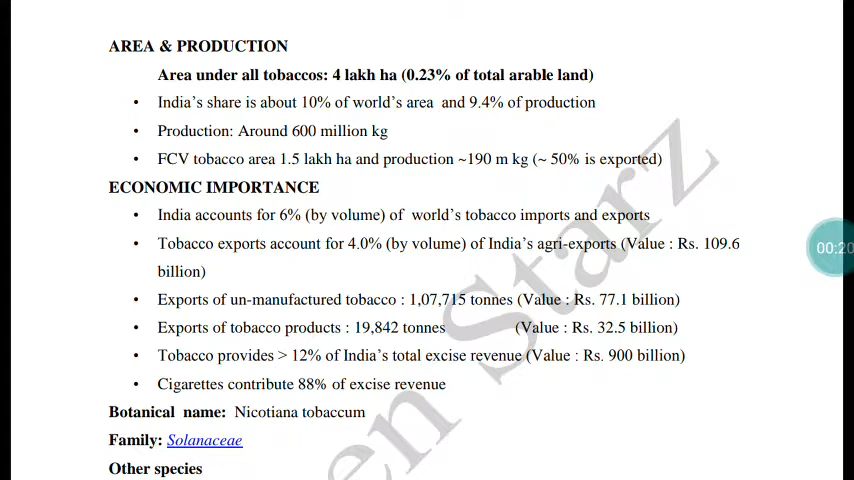 AREA & PRODUCTION
Area under all tobaccos: 4 lakh ha (0.23% of total arable land)
• India's share is about 10% of world's area and 9.4% of production
• Production: Around 600 million kg
• FCV tobacco area 1.5 lakh ha and production ~190 m kg (~ 50% is exported)
ECONOMIC IMPORTANCE
• India accounts for 6% (by volume) of world's tobacco imports and exports
• Tobacco exports account for 4.0% (by volume) of India's agri-exports (Value : Rs. 109.6
billion)
• Exports of un-manufactured tobacco : 1,07,715 tonnes (Value : Rs. 77.1 billion)
• Exports of tobacco products : 19,842 tonnes (Value : Rs. 32.5 billion)
• Tobacco provides > 12% of India's total excise revenue (Value : Rs. 900 billion)
• Cigarettes contribute 88% of excise revenue
Botanical name: Nicotiana tobaccum
Family: Solanaceae
Other species
00:20
en Starz